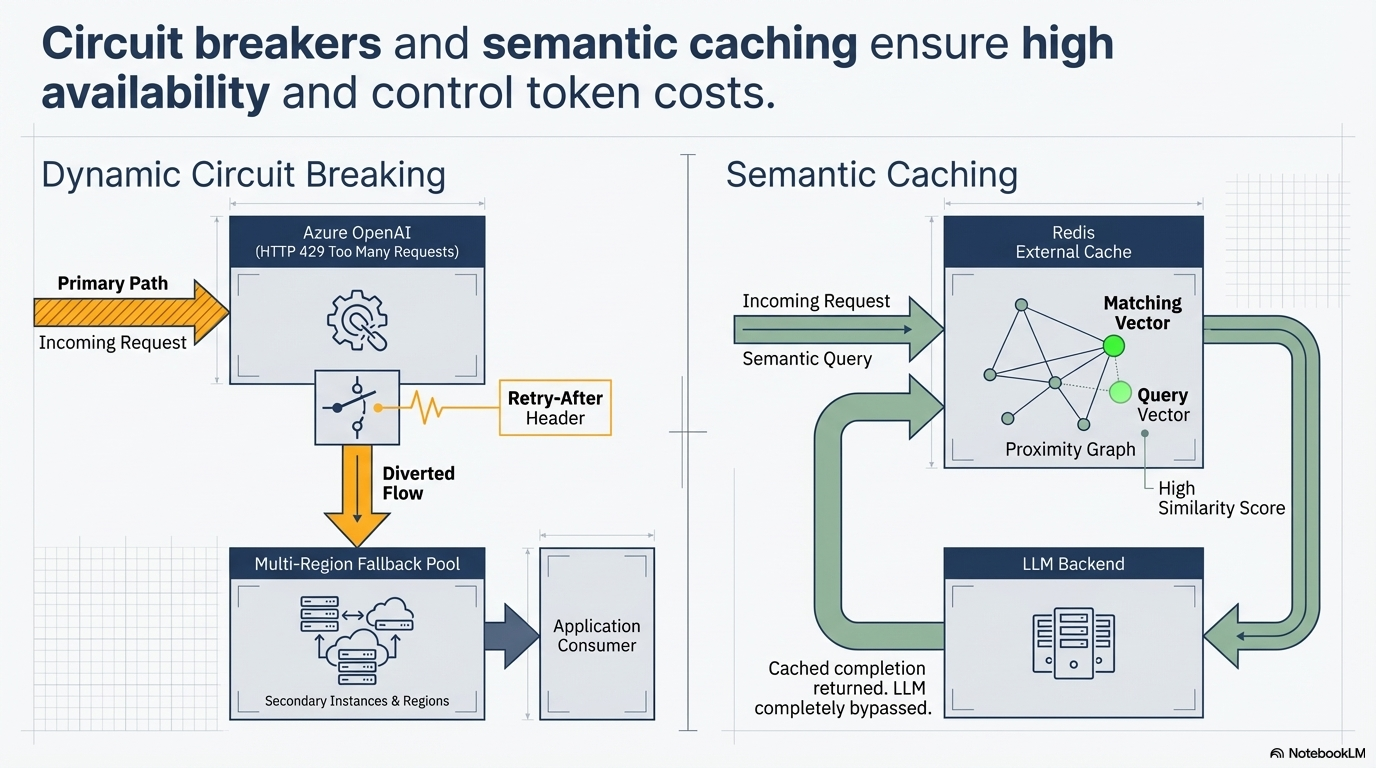 Circuit breakers and semantic caching ensure high
availability and control token costs.
Dynamic Circuit Breaking
Azure OpenAI
(HTTP 429 Too Many Requests)
Primary Path
Incoming Request
Retry-After
Header
Diverted
Flow
Multi-Region Fallback Pool
Secondary Instances & Regions
Application
Consumer
Semantic Caching
Redis
External Cache
Incoming Request
Semantic Query
Matching
Vector
Query
Vector
Proximity Graph
High
Similarity Score
LLM Backend
Cached completion
returned. LLM
completely bypassed.
NotebookLM